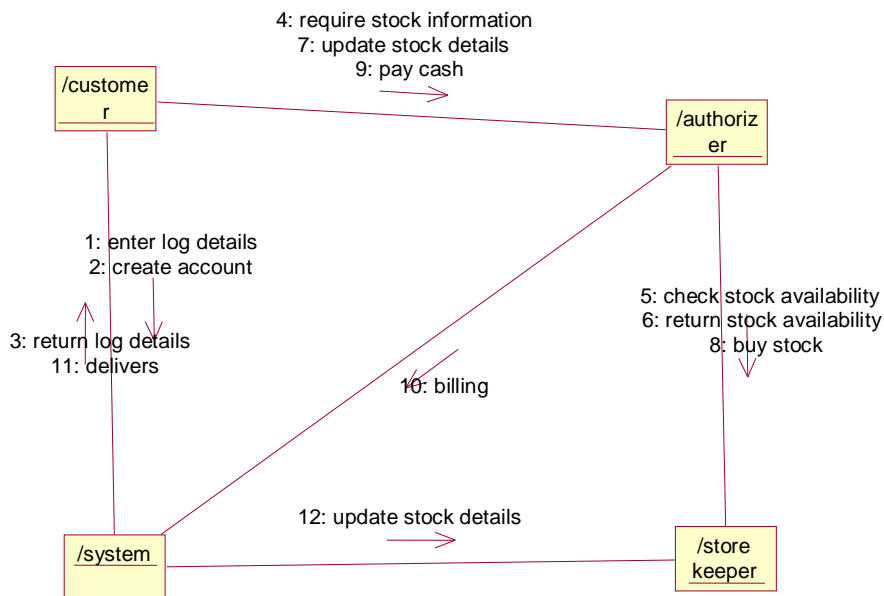 4: require stock information
7: update stock details
9: pay cash
/custome
r
/authoriz
er
1: enter log details
2: create account
3: return log details
11: delivers
5: check stock availability
6: return stock availability
8: buy stock
10: billing
12: update stock details
/system
/store
keeper